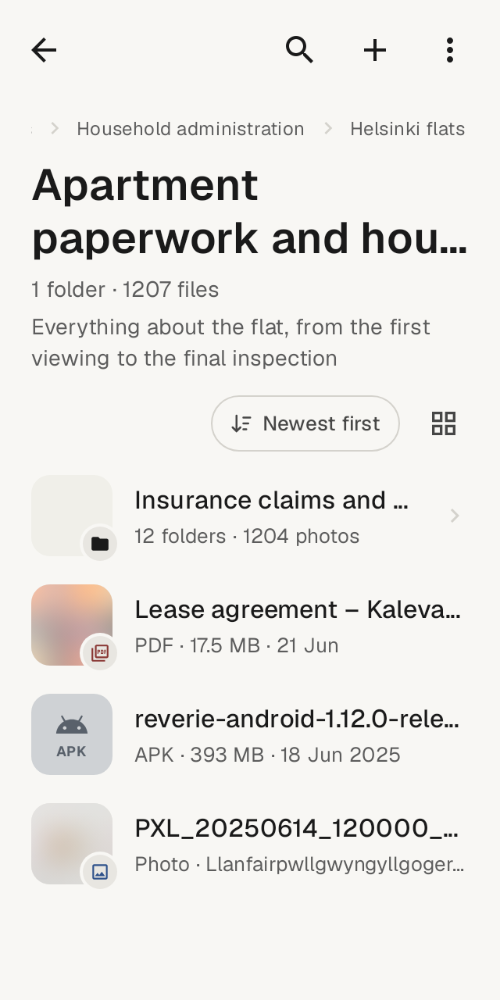 Household administration
Helsinki flats
Apartment
paperwork and hou...
1 folder · 1207 files
Everything about the flat, from the first
viewing to the final inspection
Newest first
Insurance claims and ...
12 folders · 1204 photos
Lease agreement – Kaleva...
PDF
PDF · 17.5 MB · 21 Jun
reverie-android-1.12.0-rele...
APK
APK · 393 MB · 18 Jun 2025
PXL_20250614_120000_...
Photo · Llanfairpwllgwyngyllgoger...